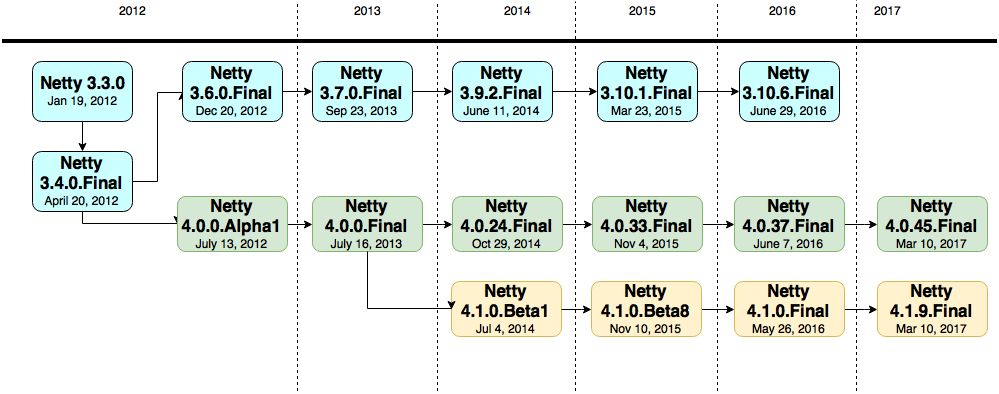 2012
2013
2014
2015
2016
2017
Netty 3.3.0
Jan 19, 2012
Netty
3.6.0.Final
Dec 20, 2012
Netty
3.7.0.Final
Sep 23, 2013
Netty
3.9.2.Final
June 11, 2014
Netty
3.10.1.Final
Mar 23, 2015
Netty
3.10.6.Final
June 29, 2016
Netty
3.4.0.Final
April 20, 2012
Netty
4.0.0.Alpha1
July 13, 2012
Netty
4.0.0.Final
July 16, 2013
Netty
4.0.24.Final
Oct 29, 2014
Netty
4.0.33.Final
Nov 4, 2015
Netty
4.0.37.Final
June 7, 2016
Netty
4.0.45.Final
Mar 10, 2017
Netty
4.1.0.Beta1
Jul 4, 2014
Netty
4.1.0.Beta8
Nov 10, 2015
Netty
4.1.0.Final
May 26, 2016
Netty
4.1.9.Final
Mar 10, 2017